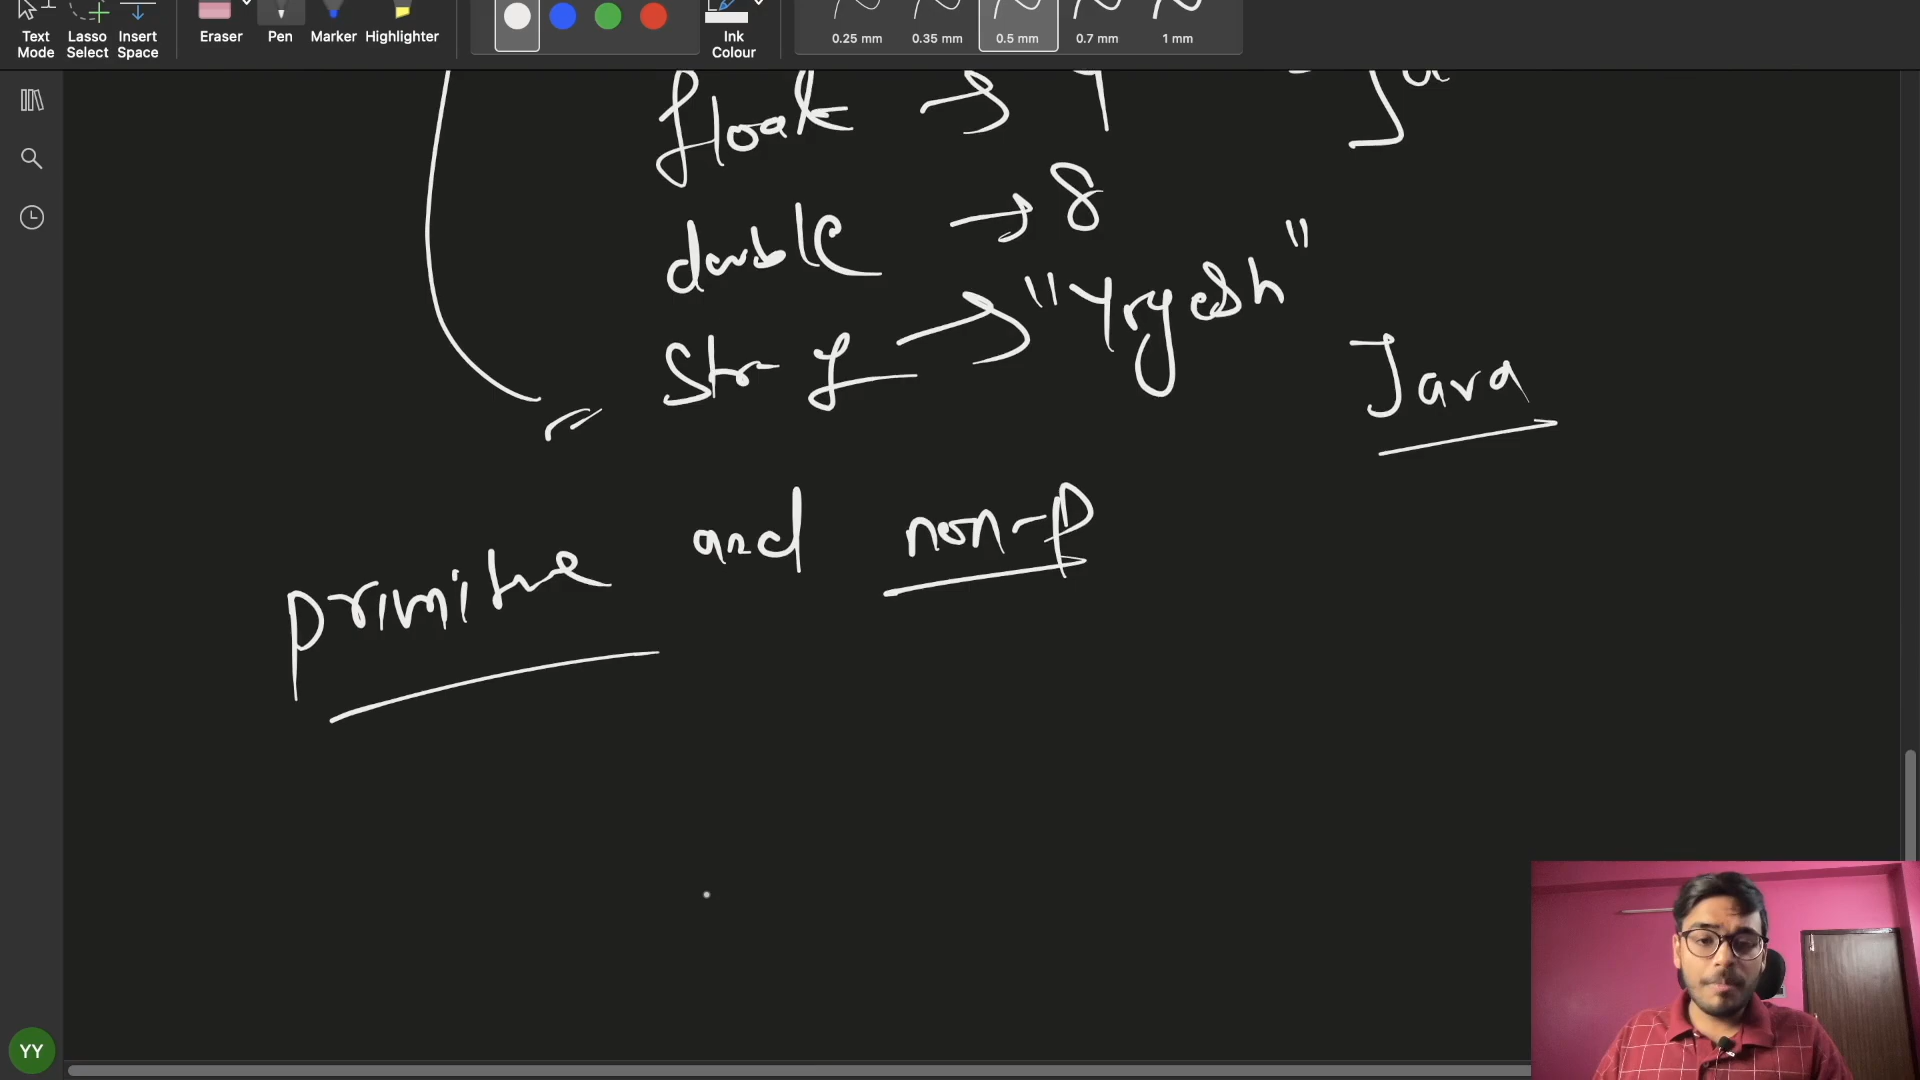 Text Mode
Lasso Select
Insert Space
Eraser
Pen
Marker
Highlighter
Ink Colour
0.25 mm
0.35 mm
0.5 mm
0.7 mm
1 mm
float → 4
double → 8
String → "Yogesh"
Java
primitive and non-p
YY